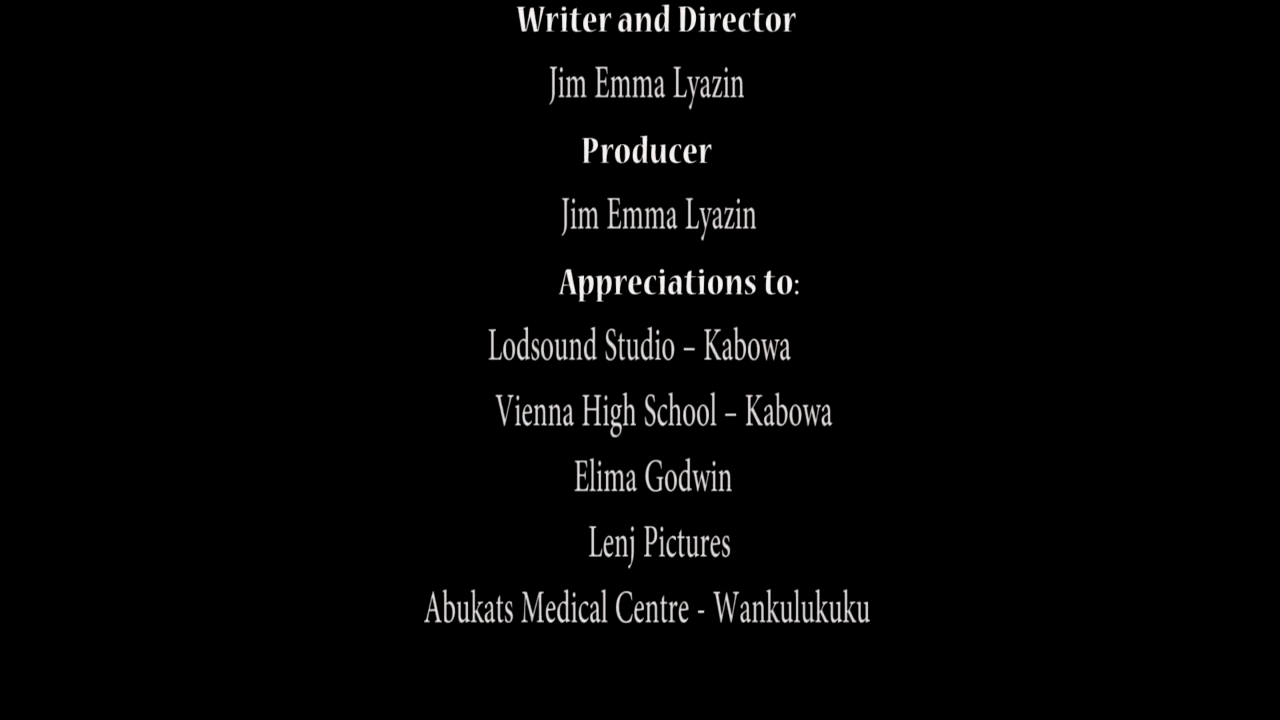 Writer and Director
Jim Emma Lyazin
Producer
Jim Emma Lyazin
Appreciations to:
Lodsound Studio – Kabowa
Vienna High School – Kabowa
Elima Godwin
Lenj Pictures
Abukats Medical Centre - Wankulukuku